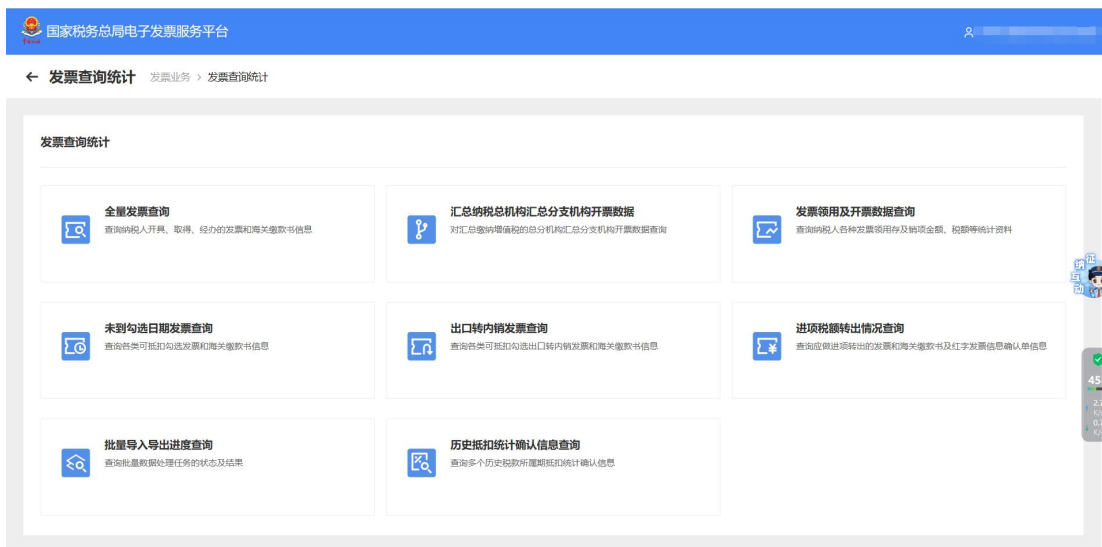 国家税务总局电子发票服务平台
发票查询统计 发票业务 > 发票查询统计
发票查询统计
全量发票查询
查询纳税人开具、取得、经办的发票和海关缴款书信息
汇总纳税总机构汇总分支机构开票数据
对汇总缴纳增值税的总分机构汇总分支机构开票数据查询
发票领用及开票数据查询
查询纳税人各种发票领用存及销项金额、税额等统计资料
征纳互动
未到勾选日期发票查询
查询各类可抵扣勾选发票和海关缴款书信息
出口转内销发票查询
查询各类可抵扣勾选出口转内销发票和海关缴款书信息
进项税额转出情况查询
查询应做进项转出的发票和海关缴款书及红字发票信息确认单信息
45
批量导入导出进度查询
查询批量数据处理任务的状态及结果
历史抵扣统计确认信息查询
查询多个历史税款所属期抵扣统计确认信息